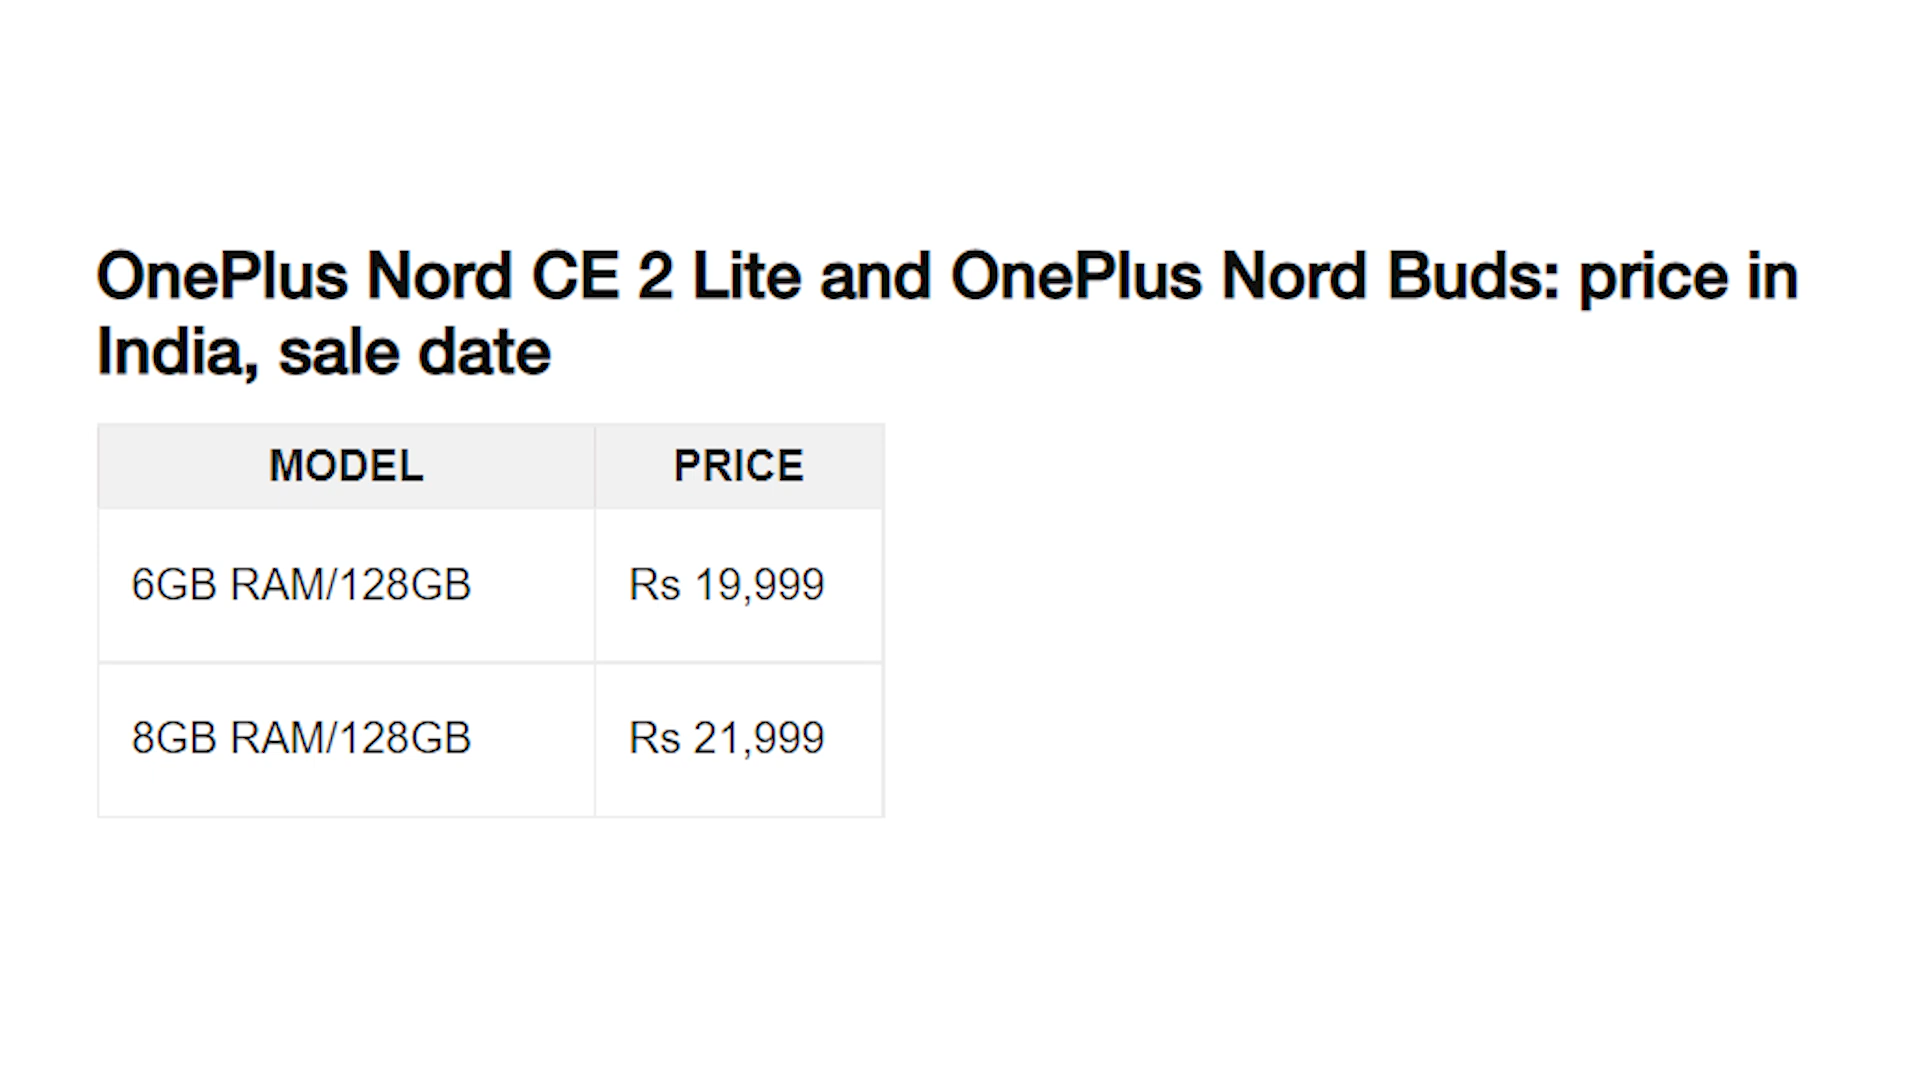 OnePlus Nord CE 2 Lite and OnePlus Nord Buds: price in
India, sale date
MODEL PRICE
6GB RAM/128GB Rs 19,999
8GB RAM/128GB Rs 21,999